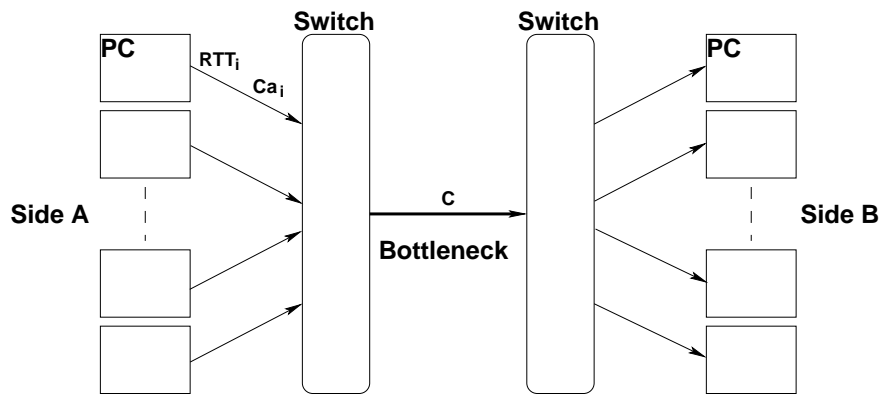 Switch
Switch
PC
RTTi
Cai
PC
Side A
C
Bottleneck
Side B